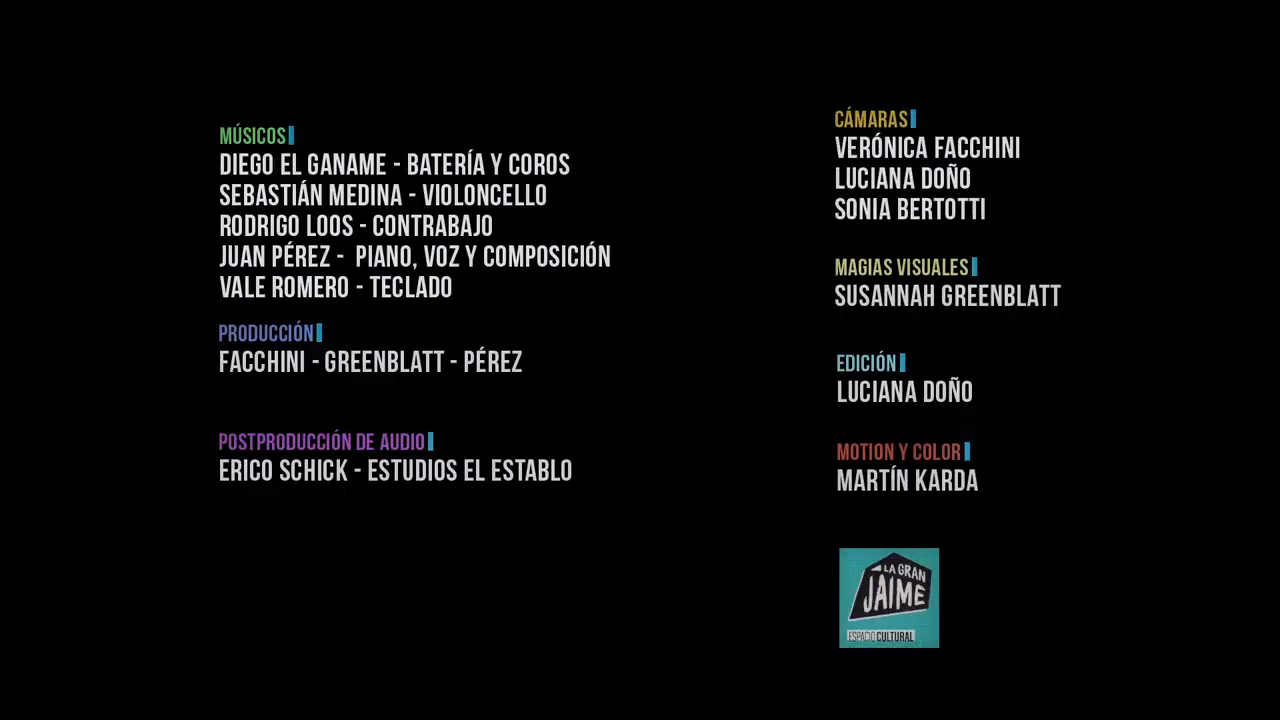 MÚSICOS
DIEGO EL GANAME - BATERÍA Y COROS
SEBASTIÁN MEDINA - VIOLONCELLO
RODRIGO LOOS - CONTRABAJO
JUAN PÉREZ - PIANO, VOZ Y COMPOSICIÓN
VALE ROMERO - TECLADO
PRODUCCIÓN
FACCHINI - GREENBLATT - PÉREZ
POSTPRODUCCIÓN DE AUDIO
ERICO SCHICK - ESTUDIOS EL ESTABLO
CÁMARAS
VERÓNICA FACCHINI
LUCIANA DOÑO
SONIA BERTOTTI
MAGIAS VISUALES
SUSANNAH GREENBLATT
EDICIÓN
LUCIANA DOÑO
MOTION Y COLOR
MARTÍN KARDA
LA GRAN
JAIME
ESPACIO CULTURAL